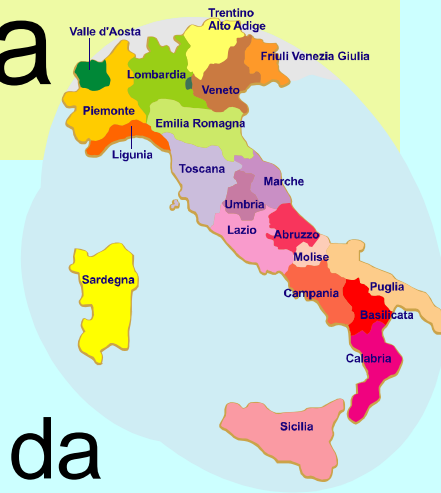 a
Trentino
Alto Adige
Valle d'Aosta
Friuli Venezia Giulia
Lombardia
Veneto
Piemonte
Emilia Romagna
Ligunia
Toscana
Marche
Umbria
Lazio
Abruzzo
Molise
Sardegna
Puglia
Campania
Basilicata
Calabria
Sicilia
da